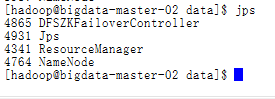 [hadoop@bigdata-master-02 data]$ jps
4865 DFSZKFailoverController
4931 Jps
4341 ResourceManager
4764 NameNode
[hadoop@bigdata-master-02 data]$